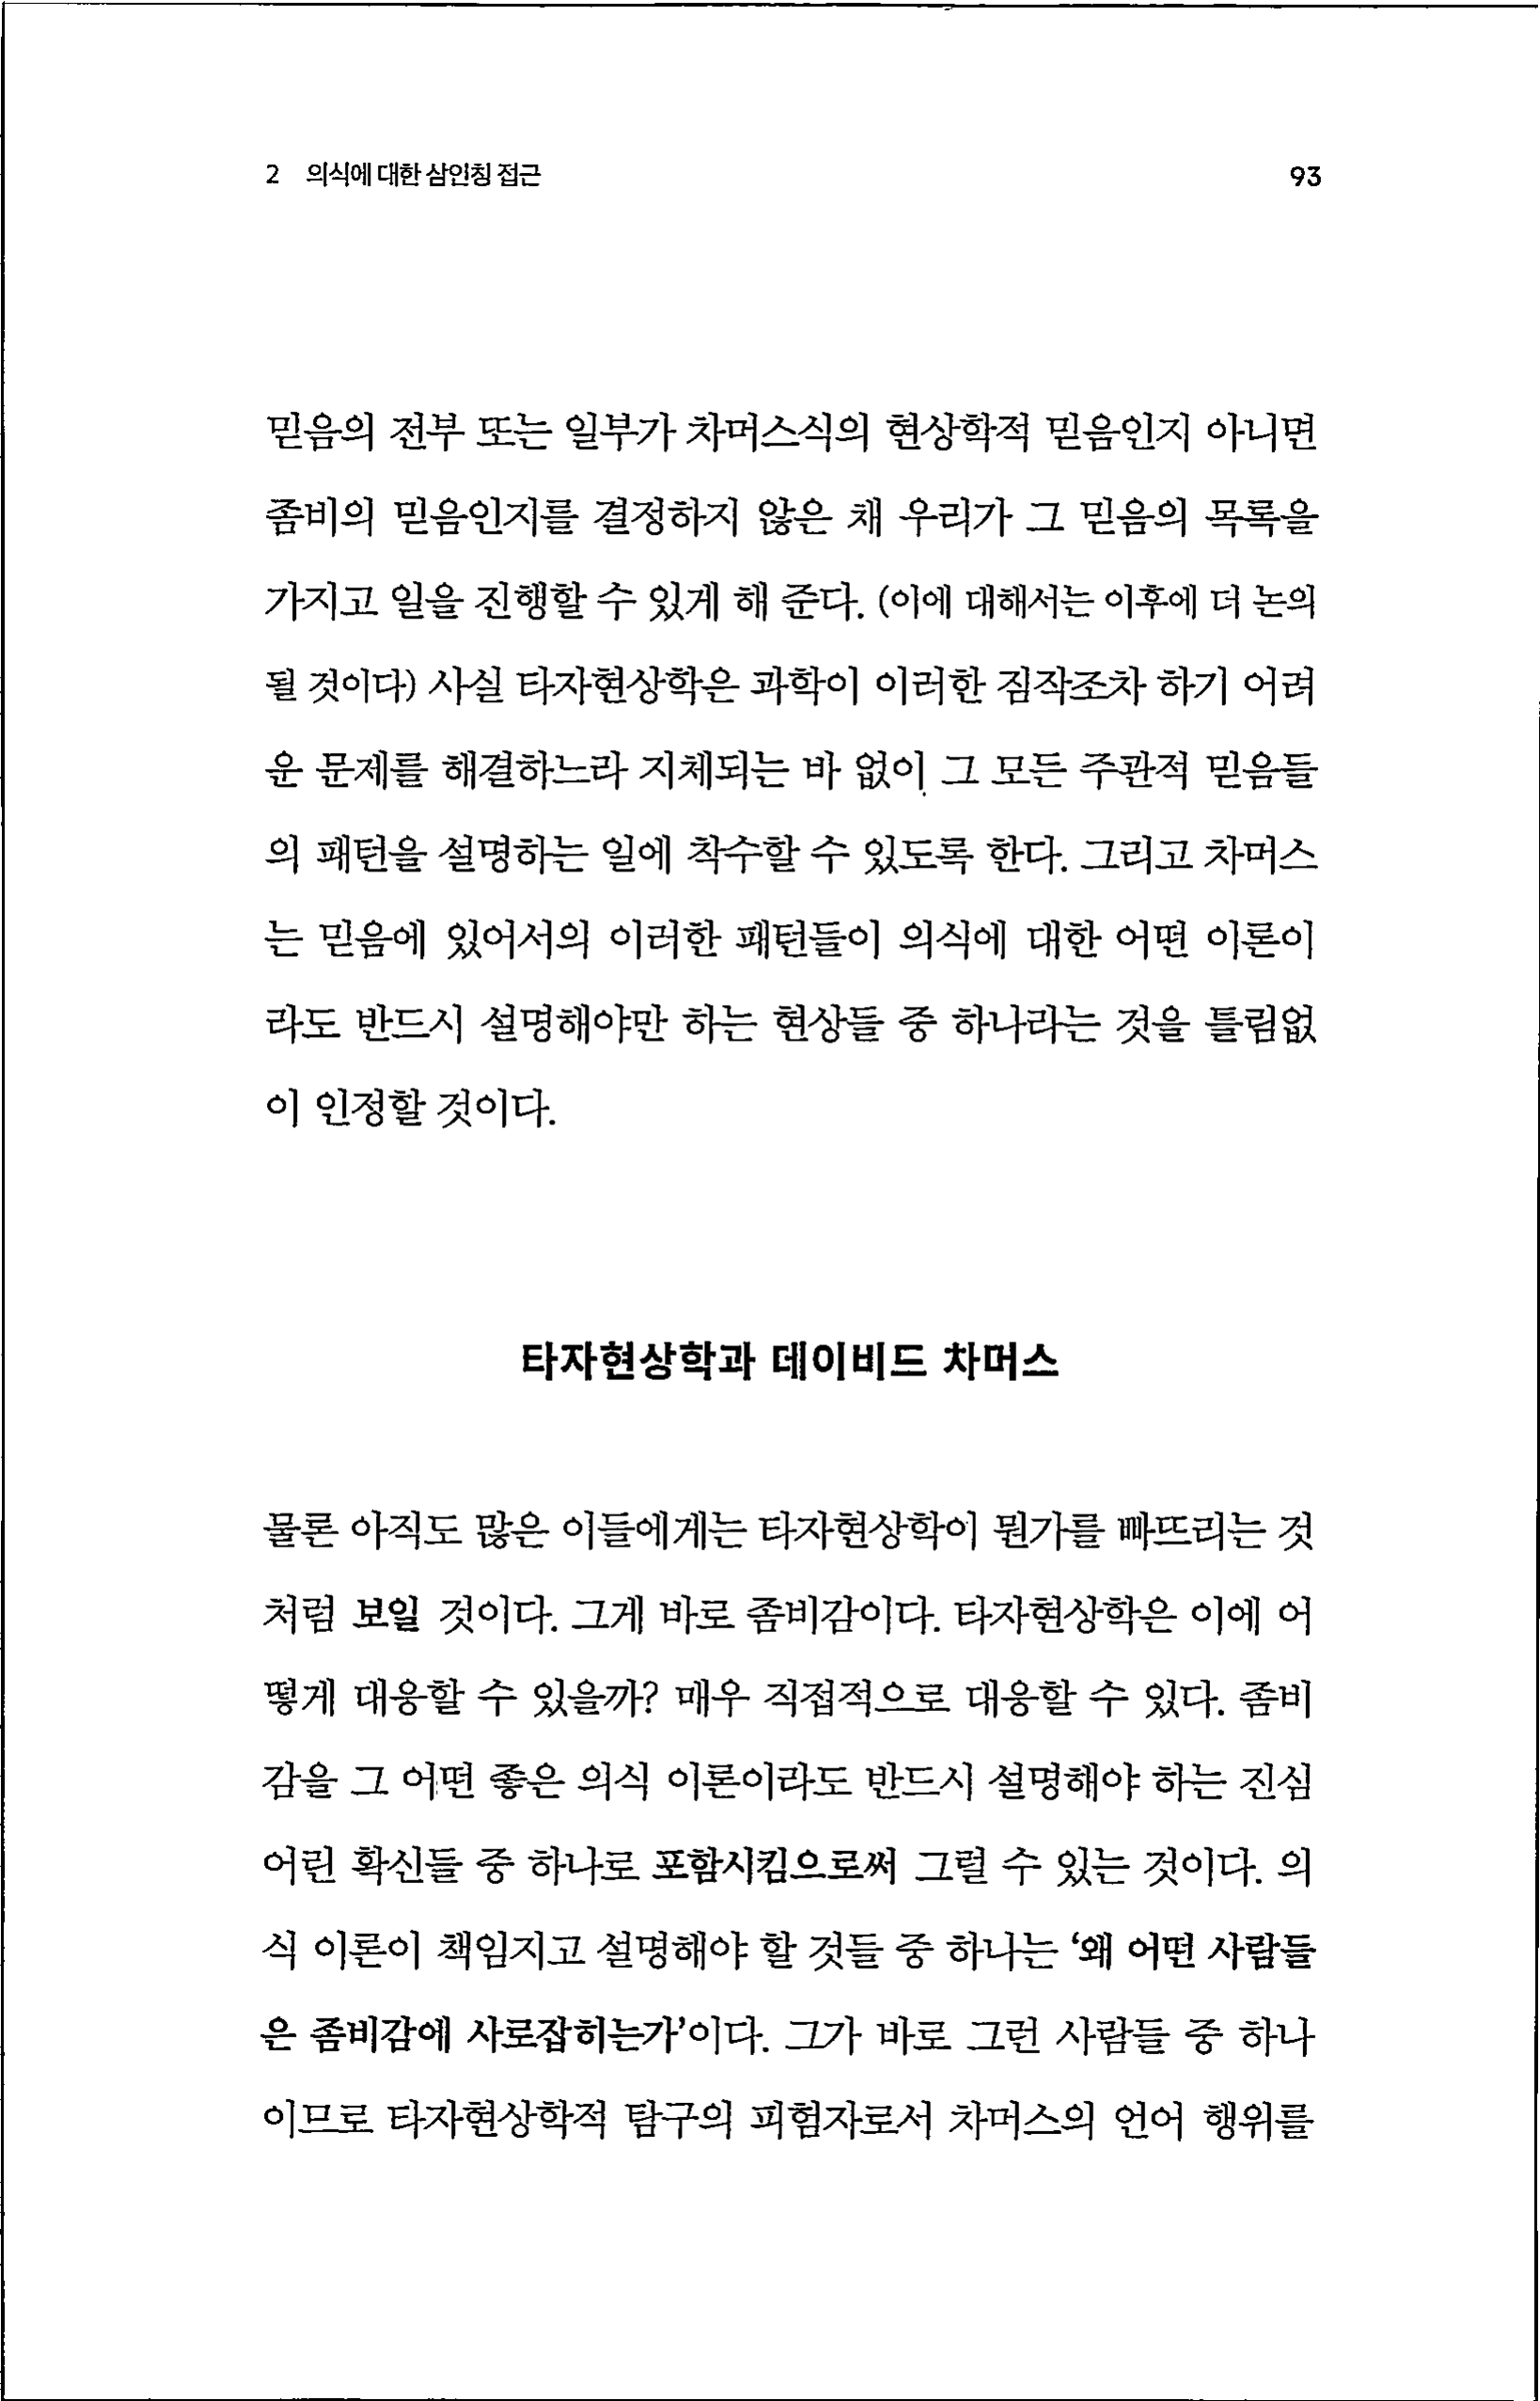 2 의식에 대한 삼인칭 접근 93
믿음의 전부 또는 일부가 차머스식의 현상학적 믿음인지 아니면
좀비의 믿음인지를 결정하지 않은 채 우리가 그 믿음의 목록을
가지고 일을 진행할 수 있게 해 준다. (이에 대해서는 이후에 더 논의
될 것이다) 사실 타자현상학은 과학이 이러한 짐작조차 하기 어려
운 문제를 해결하느라 지체되는 바 없이 그 모든 주관적 믿음들
의 패턴을 설명하는 일에 착수할 수 있도록 한다. 그리고 차머스
는 믿음에 있어서의 이러한 패턴들이 의식에 대한 어떤 이론이
라도 반드시 설명해야만 하는 현상들 중 하나라는 것을 틀림없
이 인정할 것이다.
타자현상학과 데이비드 차머스
물론 아직도 많은 이들에게는 타자현상학이 뭔가를 빠뜨리는 것
처럼 보일 것이다. 그게 바로 좀비감이다. 타자현상학은 이에 어
떻게 대응할 수 있을까? 매우 직접적으로 대응할 수 있다. 좀비
감을 그 어떤 좋은 의식 이론이라도 반드시 설명해야 하는 진심
어린 확신들 중 하나로 포함시킴으로써 그럴 수 있는 것이다. 의
식 이론이 책임지고 설명해야 할 것들 중 하나는 ‘왜 어떤 사람들
은 좀비감에 사로잡히는가’이다. 그가 바로 그런 사람들 중 하나
이므로 타자현상학적 탐구의 피험자로서 차머스의 언어 행위를